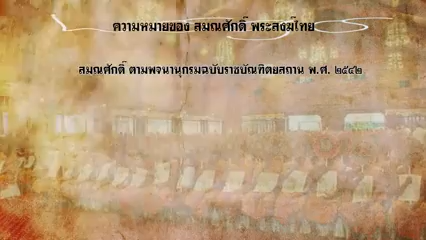 ความหมายของ สมณศักดิ์ พระสงฆ์ไทย
สมณศักดิ์ ตามพจนานุกรมฉบับราชบัณฑิตยสถาน พ.ศ. ๒๕๔๒